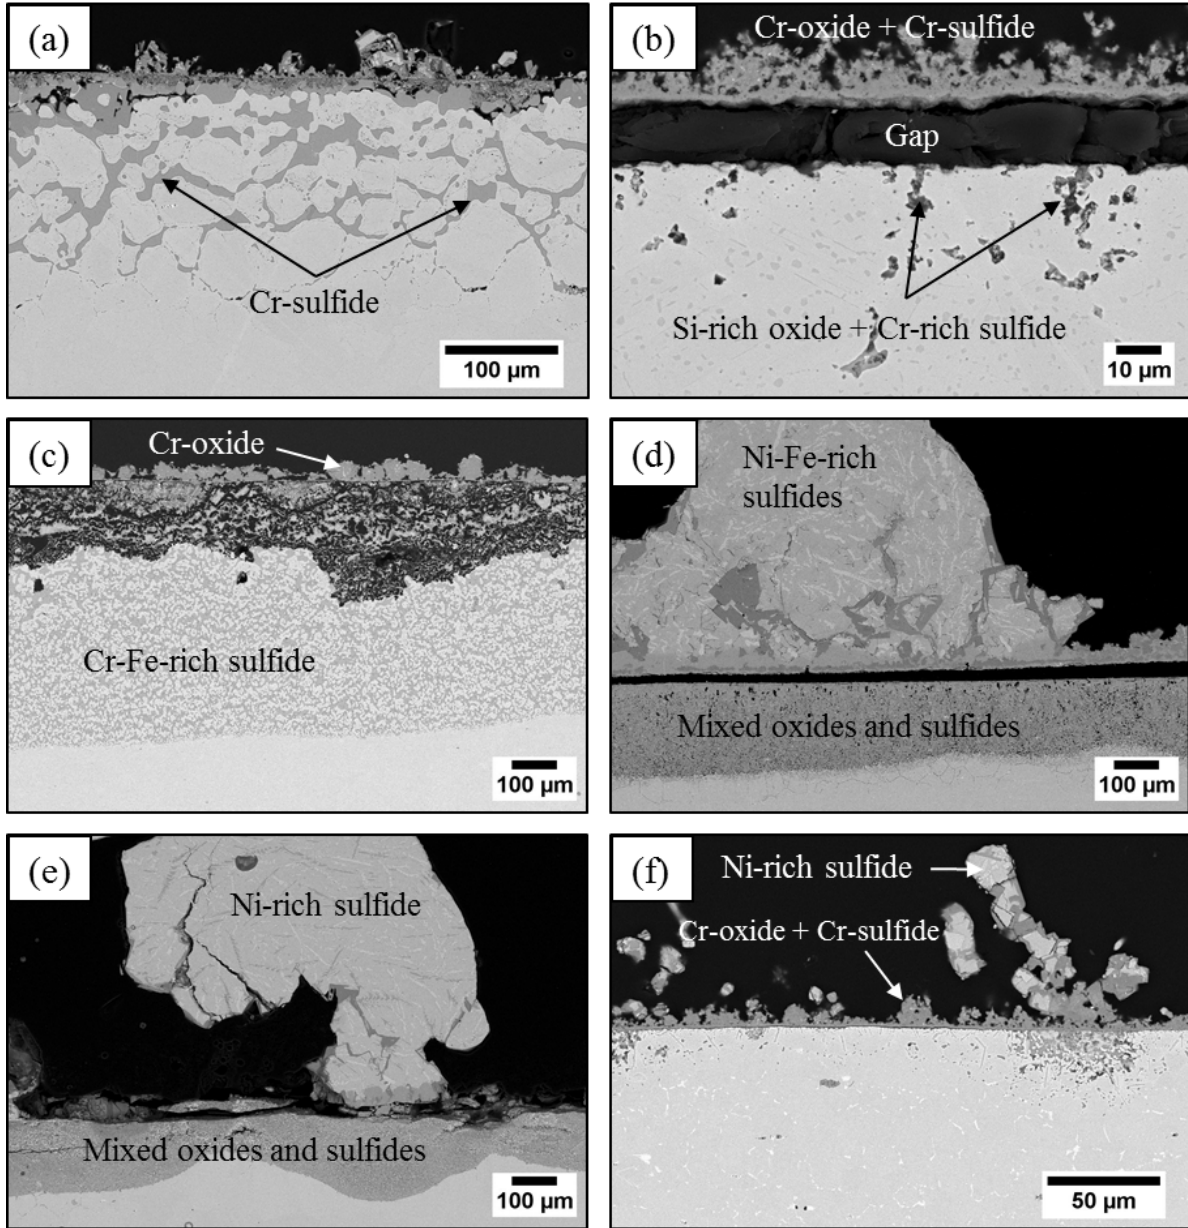 (a)
Cr-sulfide
100 µm
(b)
Cr-oxide + Cr-sulfide
Gap
Si-rich oxide + Cr-rich sulfide
10 µm
(c)
Cr-oxide
Cr-Fe-rich sulfide
100 µm
(d)
Ni-Fe-rich
sulfides
Mixed oxides and sulfides
100 µm
(e)
Ni-rich sulfide
Mixed oxides and sulfides
100 µm
(f)
Ni-rich sulfide
Cr-oxide + Cr-sulfide
50 µm